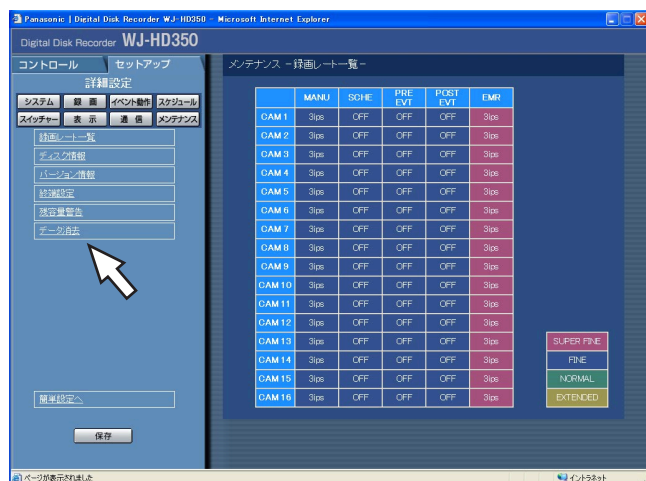 Panasonic | Digital Disk Recorder WJ-HD350 - Microsoft Internet Explorer
Digital Disk Recorder WJ-HD350
コントロール セットアップ
詳細設定
システム 録 画 イベント動作 スケジュール
スイッチャー 表 示 通 信 メンテナンス
録画レート一覧
ディスク情報
バージョン情報
終端設定
残容量警告
データ消去
簡単設定へ
保存
メンテナンス －録画レート一覧－
MANU SCHE PRE EVT POST EVT EMR
CAM 1 3ips OFF OFF OFF 3ips
CAM 2 3ips OFF OFF OFF 3ips
CAM 3 3ips OFF OFF OFF 3ips
CAM 4 3ips OFF OFF OFF 3ips
CAM 5 3ips OFF OFF OFF 3ips
CAM 6 3ips OFF OFF OFF 3ips
CAM 7 3ips OFF OFF OFF 3ips
CAM 8 3ips OFF OFF OFF 3ips
CAM 9 3ips OFF OFF OFF 3ips
CAM 10 3ips OFF OFF OFF 3ips
CAM 11 3ips OFF OFF OFF 3ips
CAM 12 3ips OFF OFF OFF 3ips
CAM 13 3ips OFF OFF OFF 3ips
CAM 14 3ips OFF OFF OFF 3ips
CAM 15 3ips OFF OFF OFF 3ips
CAM 16 3ips OFF OFF OFF 3ips
SUPER FINE
FINE
NORMAL
EXTENDED
ページが表示されました
イントラネット